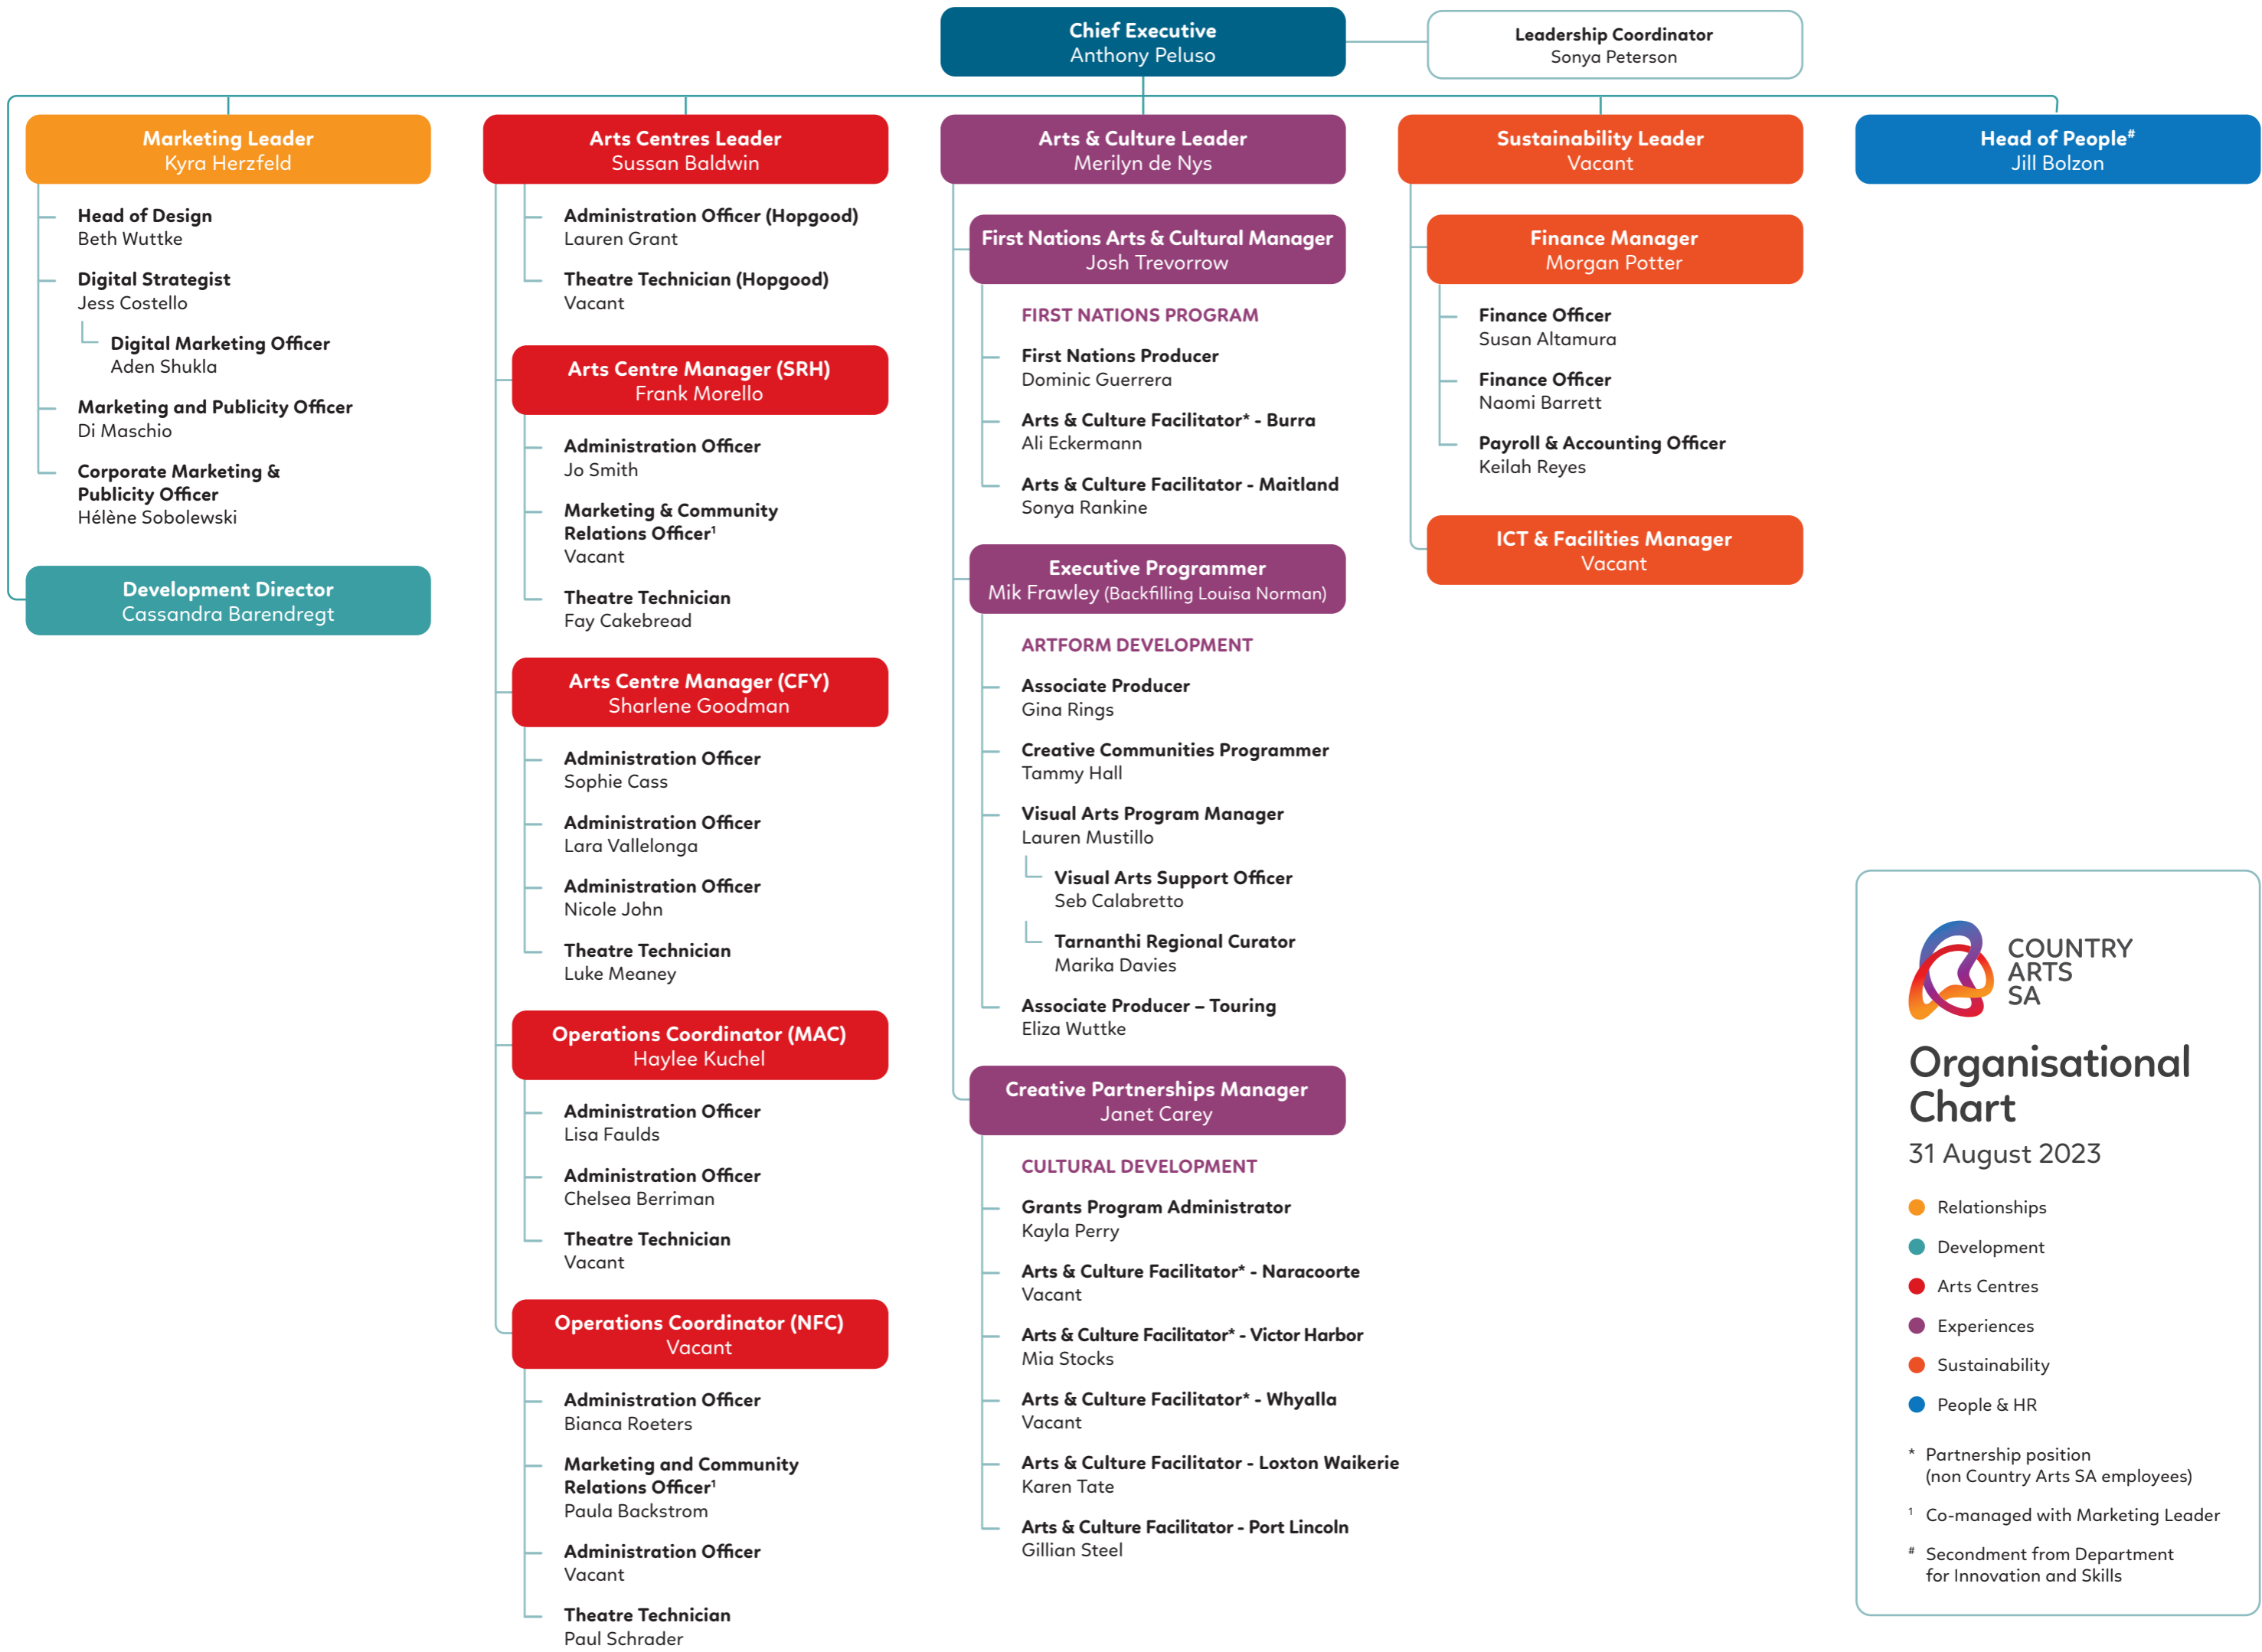 Chief Executive
Anthony Peluso
Leadership Coordinator
Sonya Peterson
Marketing Leader
Kyra Herzfeld
Head of Design
Beth Wuttke
Digital Strategist
Jess Costello
Digital Marketing Officer
Aden Shukla
Marketing and Publicity Officer
Di Maschio
Corporate Marketing &
Publicity Officer
Hélène Sobolewski
Development Director
Cassandra Barendregt
Arts Centres Leader
Sussan Baldwin
Administration Officer (Hopgood)
Lauren Grant
Theatre Technician (Hopgood)
Vacant
Arts Centre Manager (SRH)
Frank Morello
Administration Officer
Jo Smith
Marketing & Community
Relations Officer¹
Vacant
Theatre Technician
Fay Cakebread
Arts Centre Manager (CFY)
Sharlene Goodman
Administration Officer
Sophie Cass
Administration Officer
Lara Vallelonga
Administration Officer
Nicole John
Theatre Technician
Luke Meaney
Operations Coordinator (MAC)
Haylee Kuchel
Administration Officer
Lisa Faulds
Administration Officer
Chelsea Berriman
Theatre Technician
Vacant
Operations Coordinator (NFC)
Vacant
Administration Officer
Bianca Roeters
Marketing and Community
Relations Officer¹
Paula Backstrom
Administration Officer
Vacant
Theatre Technician
Paul Schrader
Arts & Culture Leader
Merilyn de Nys
First Nations Arts & Cultural Manager
Josh Trevorrow
FIRST NATIONS PROGRAM
First Nations Producer
Dominic Guerrera
Arts & Culture Facilitator* - Burra
Ali Eckermann
Arts & Culture Facilitator - Maitland
Sonya Rankine
Executive Programmer
Mik Frawley (Backfilling Louisa Norman)
ARTFORM DEVELOPMENT
Associate Producer
Gina Rings
Creative Communities Programmer
Tammy Hall
Visual Arts Program Manager
Lauren Mustillo
Visual Arts Support Officer
Seb Calabretto
Tarnanthi Regional Curator
Marika Davies
Associate Producer – Touring
Eliza Wuttke
Creative Partnerships Manager
Janet Carey
CULTURAL DEVELOPMENT
Grants Program Administrator
Kayla Perry
Arts & Culture Facilitator* - Naracoorte
Vacant
Arts & Culture Facilitator* - Victor Harbor
Mia Stocks
Arts & Culture Facilitator* - Whyalla
Vacant
Arts & Culture Facilitator - Loxton Waikerie
Karen Tate
Arts & Culture Facilitator - Port Lincoln
Gillian Steel
Sustainability Leader
Vacant
Finance Manager
Morgan Potter
Finance Officer
Susan Altamura
Finance Officer
Naomi Barrett
Payroll & Accounting Officer
Keilah Reyes
ICT & Facilities Manager
Vacant
Head of People#
Jill Bolzon
COUNTRY
ARTS
SA
Organisational
Chart
31 August 2023
Relationships
Development
Arts Centres
Experiences
Sustainability
People & HR
* Partnership position
(non Country Arts SA employees)
¹ Co-managed with Marketing Leader
# Secondment from Department
for Innovation and Skills